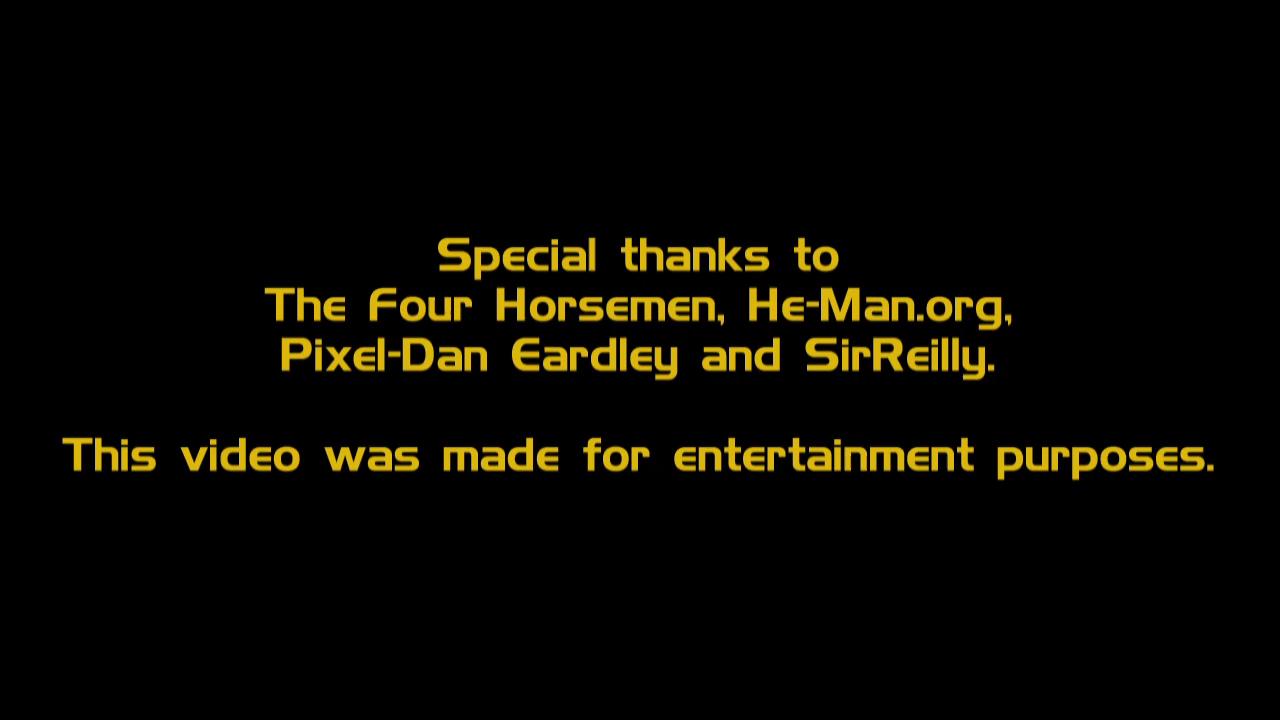 Special thanks to
The Four Horsemen, He-Man.org,
Pixel-Dan Eardley and SirReilly.
This video was made for entertainment purposes.